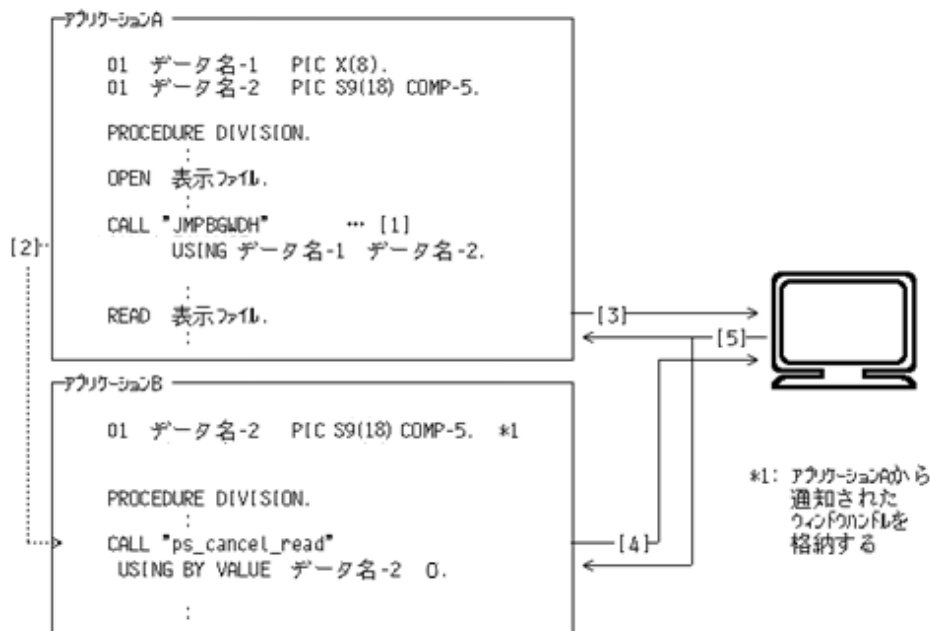 アプリケーションA
01 データ名-1 PIC X(8).
01 データ名-2 PIC S9(18) COMP-5.
PROCEDURE DIVISION.
:
OPEN 表示ファイル.
:
CALL "JMPBGWDH" … [1]
USING データ名-1 データ名-2.
[2]
:
READ 表示ファイル.
:
[3]
[5]
アプリケーションB
01 データ名-2 PIC S9(18) COMP-5. *1
PROCEDURE DIVISION.
:
CALL "ps_cancel_read"
USING BY VALUE データ名-2 0.
:
[4]
*1: アプリケーションAから
通知された
ウィンドウハンドルを
格納する